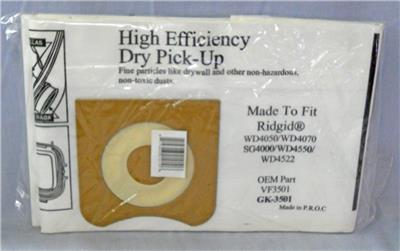 High Efficiency
Dry Pick-Up
Fine particles like drywall and other non-hazardous,
non-toxic dusts.
Made To Fit
Ridgid®
WD4050/WD4070
SG4000/WD4550/
WD4522
OEM Part
VF3501
GK-3501
Made in P.R.O.C